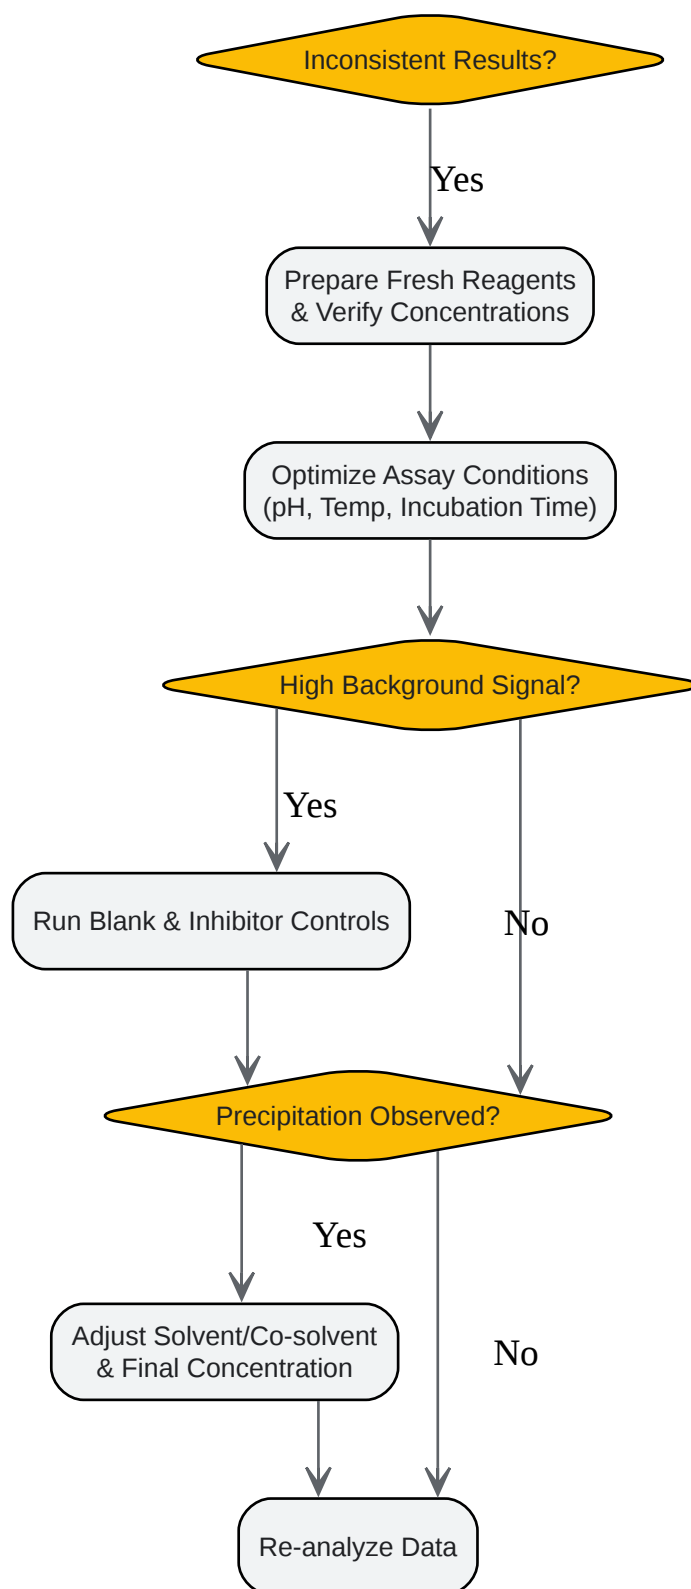 Inconsistent Results?
Yes
Prepare Fresh Reagents
& Verify Concentrations
Optimize Assay Conditions
(pH, Temp, Incubation Time)
High Background Signal?
Yes
Run Blank & Inhibitor Controls
No
Precipitation Observed?
Yes
Adjust Solvent/Co-solvent
& Final Concentration
No
Re-analyze Data